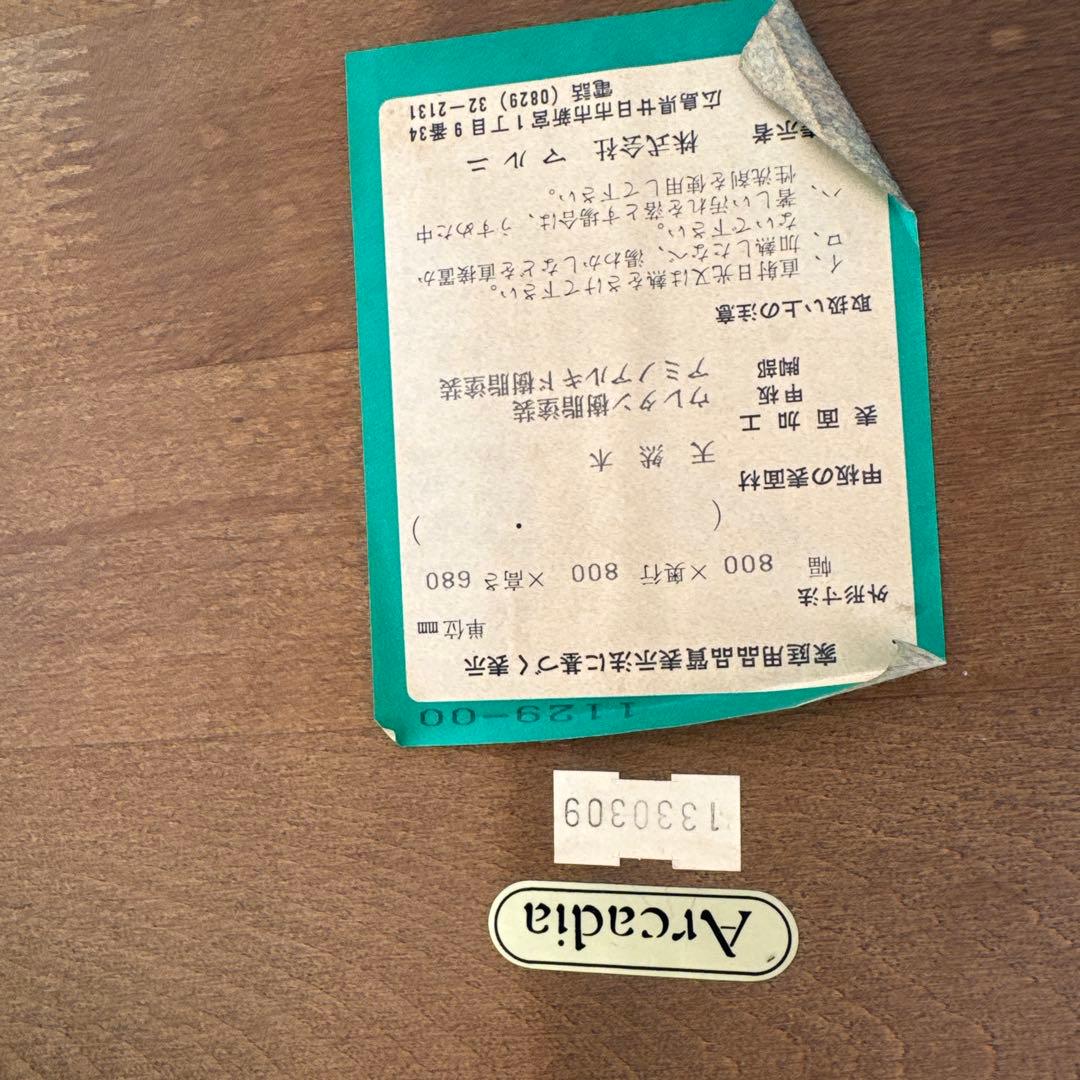 Arcadia
1330309
1129-00
家庭用品品質表示法に基づく表示
単位㎜
外形寸法
幅 800 ×奥行 800 ×高さ 680
( ・ )
甲板の表面材
天然木
表面加工
甲板 ウレタン樹脂塗装
脚部 アミノアルキド樹脂塗装
取扱い上の注意
イ、直射日光又は熱をさけて下さい。
ロ、加熱したなべ、湯わかしなどを直接置か
ないで下さい。
ハ、著しい汚れを落とす場合は、うすめた中
性洗剤を使用して下さい。
表示者 株式会社 マルニ
広島県廿日市市新宮1丁目9番34
電話 (0829) 32-2131